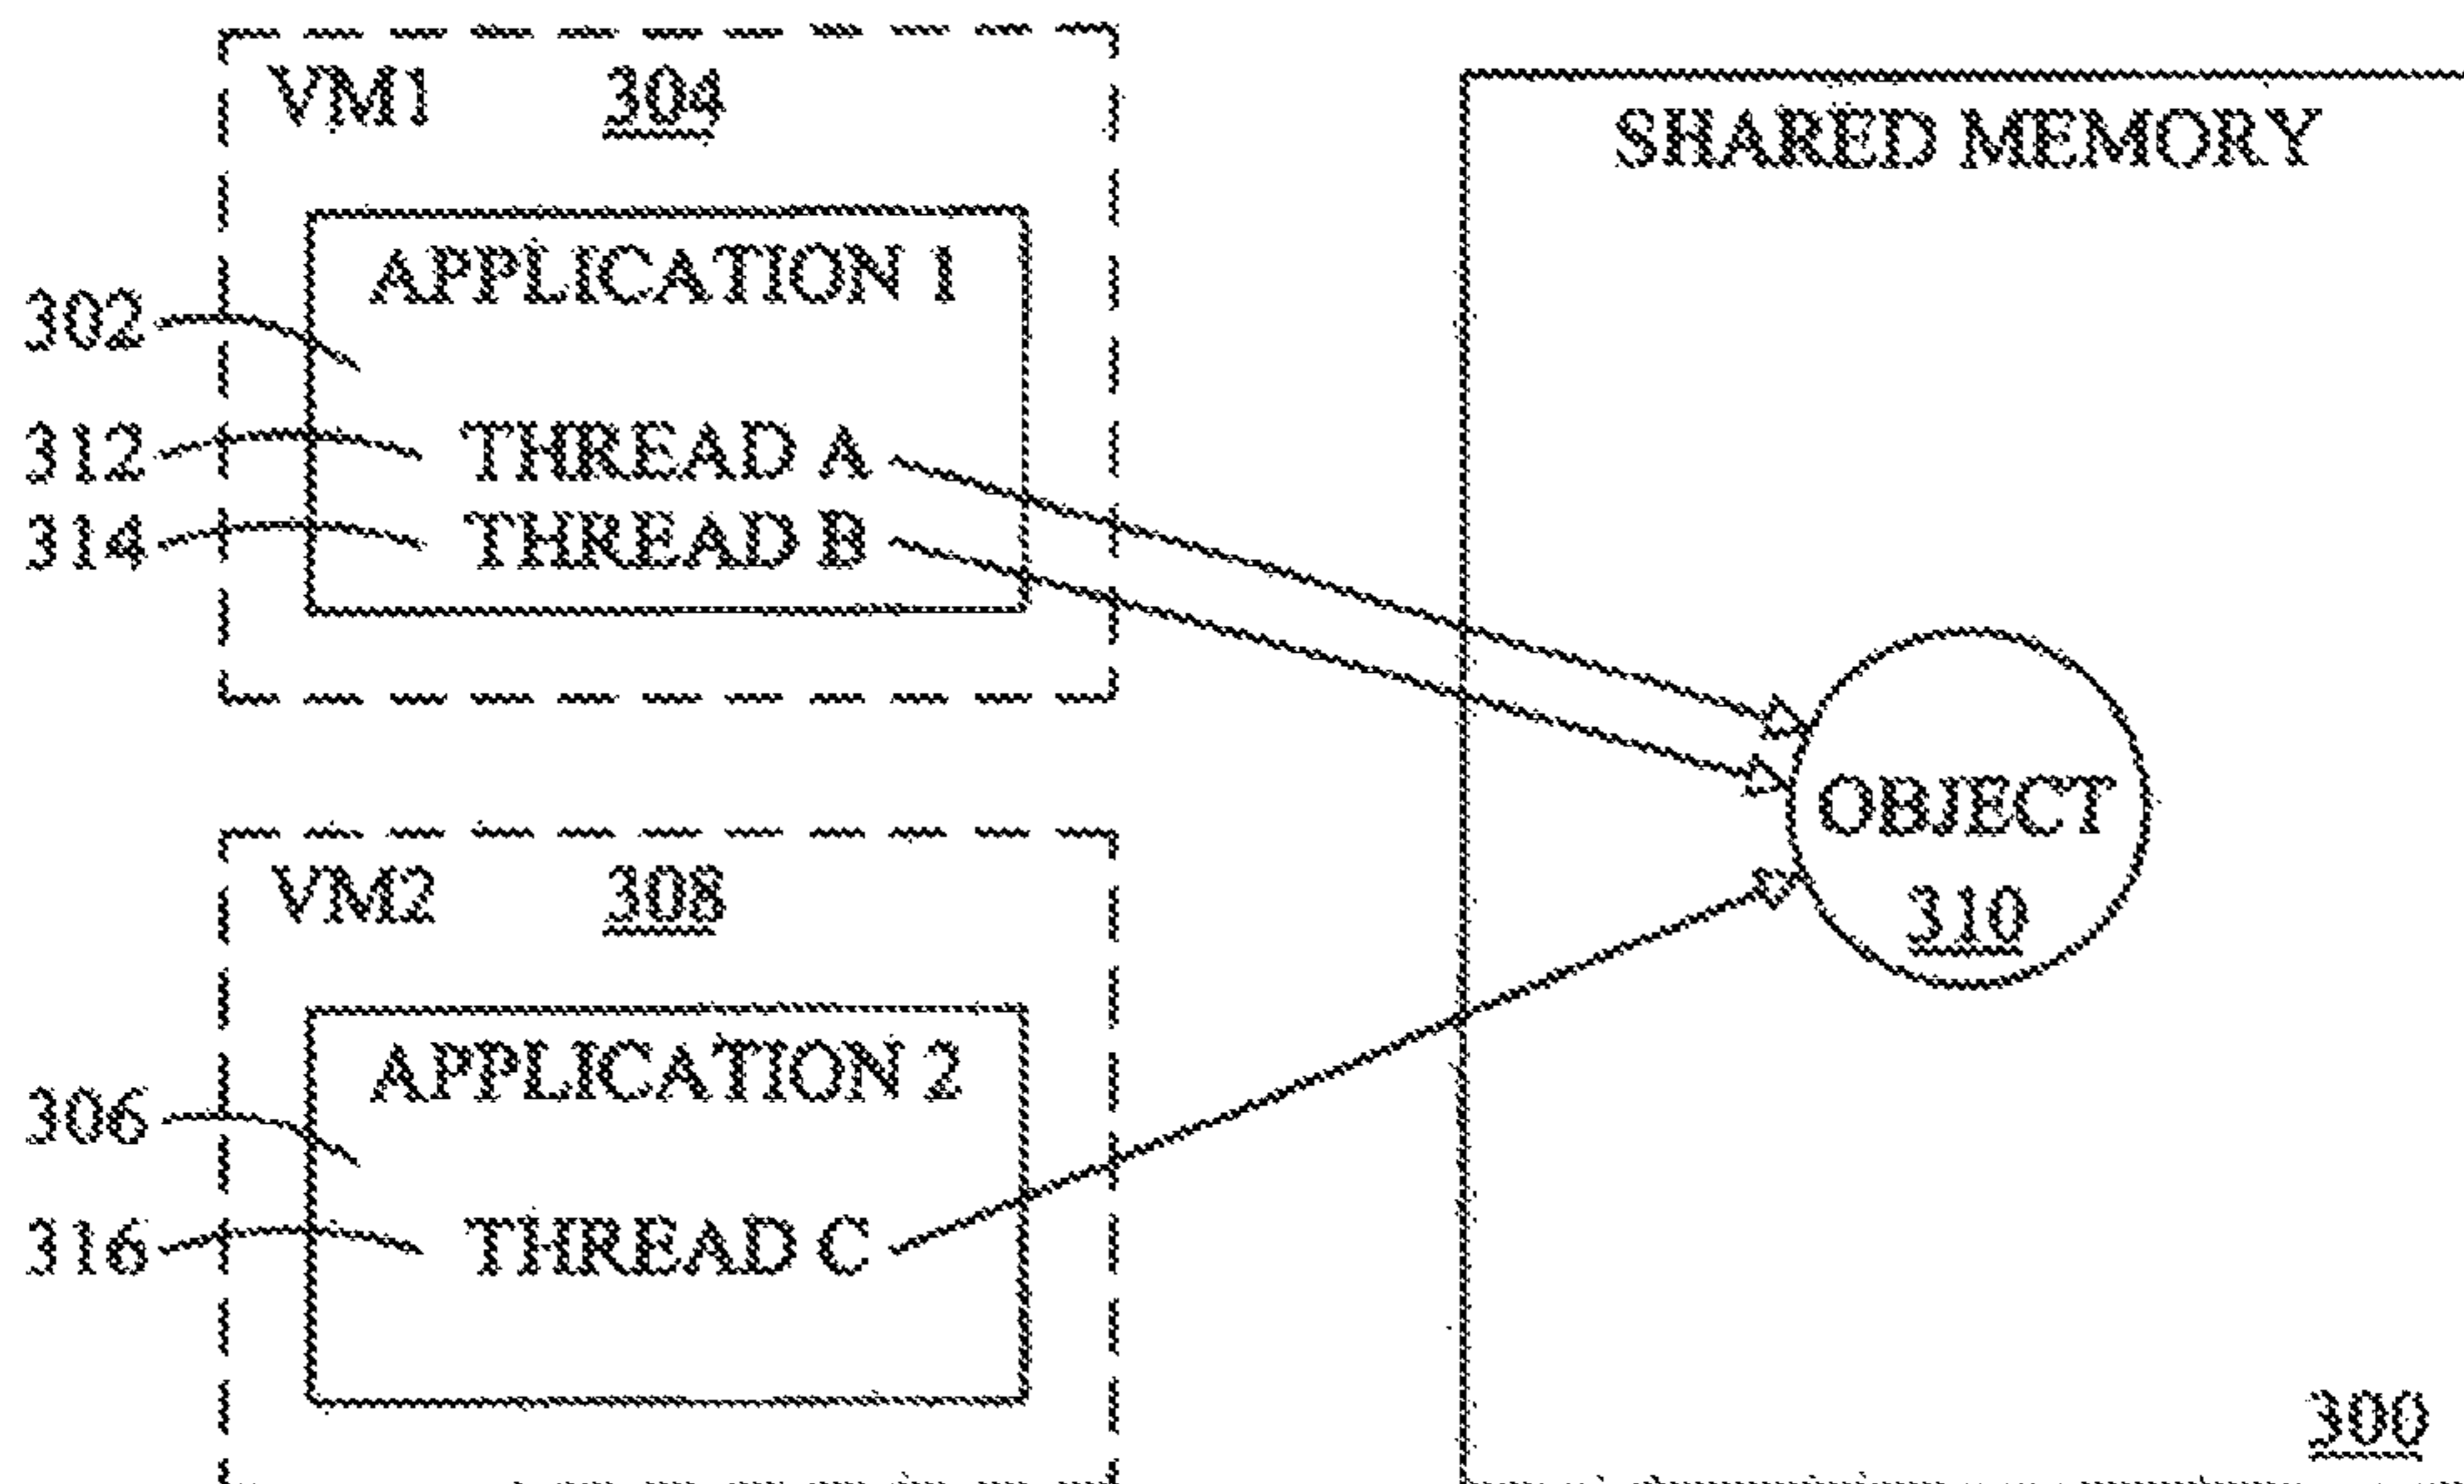 VM1 304
APPLICATION 1
302
312
THREAD A
314
THREAD B
VM2 308
APPLICATION 2
306
316
THREAD C
SHARED MEMORY
OBJECT
310
300